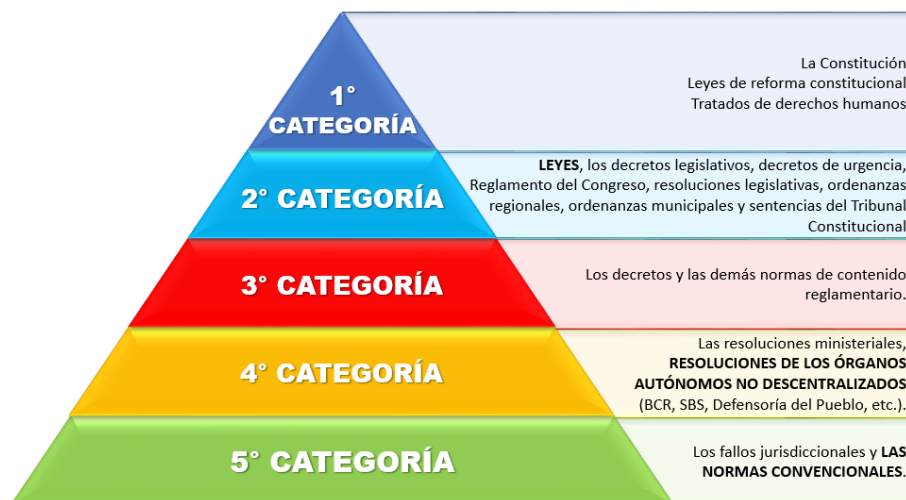 1°
CATEGORÍA
La Constitución
Leyes de reforma constitucional
Tratados de derechos humanos
2° CATEGORÍA
LEYES, los decretos legislativos, decretos de urgencia,
Reglamento del Congreso, resoluciones legislativas, ordenanzas
regionales, ordenanzas municipales y sentencias del Tribunal
Constitucional
3° CATEGORÍA
Los decretos y las demás normas de contenido
reglamentario.
4° CATEGORÍA
Las resoluciones ministeriales,
RESOLUCIONES DE LOS ÓRGANOS
AUTÓNOMOS NO DESCENTRALIZADOS
(BCR, SBS, Defensoría del Pueblo, etc.).
5° CATEGORÍA
Los fallos jurisdiccionales y LAS
NORMAS CONVENCIONALES.